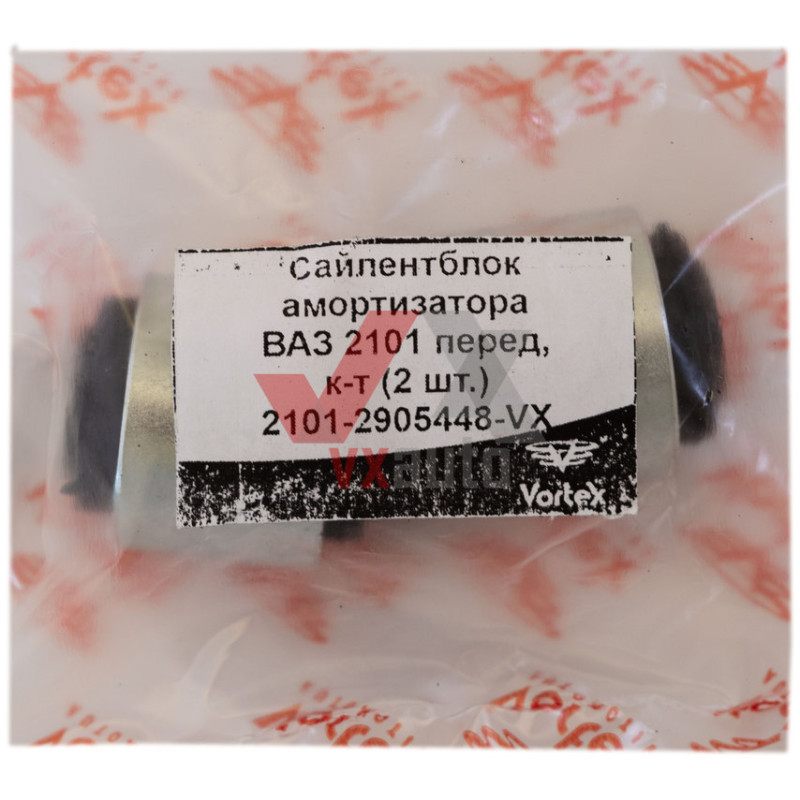 Сайлентблок
амортизатора
ВАЗ 2101 перед,
к-т (2 шт.)
2101-2905448-VX
vxauto
Vortex